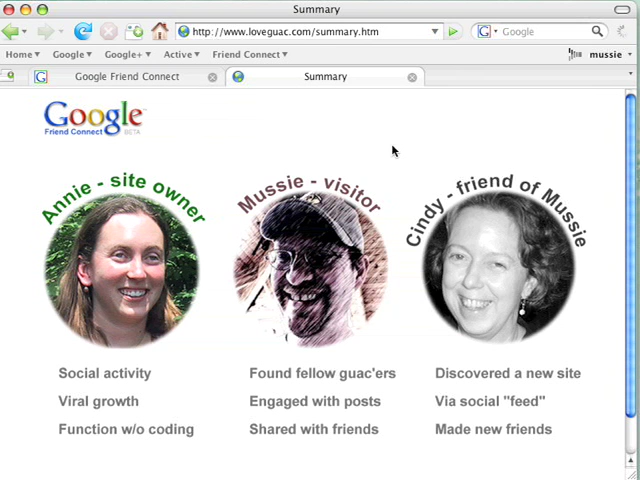 Summary
http://www.loveguac.com/summary.htm
Google
Home
Google
Google+
Active
Friend Connect
mussie
Google Friend Connect
Summary
Google
Friend Connect BETA
Annie - site owner
Mussie - visitor
Cindy - friend of Mussie
Social activity
Found fellow guac'ers
Discovered a new site
Viral growth
Engaged with posts
Via social "feed"
Function w/o coding
Shared with friends
Made new friends